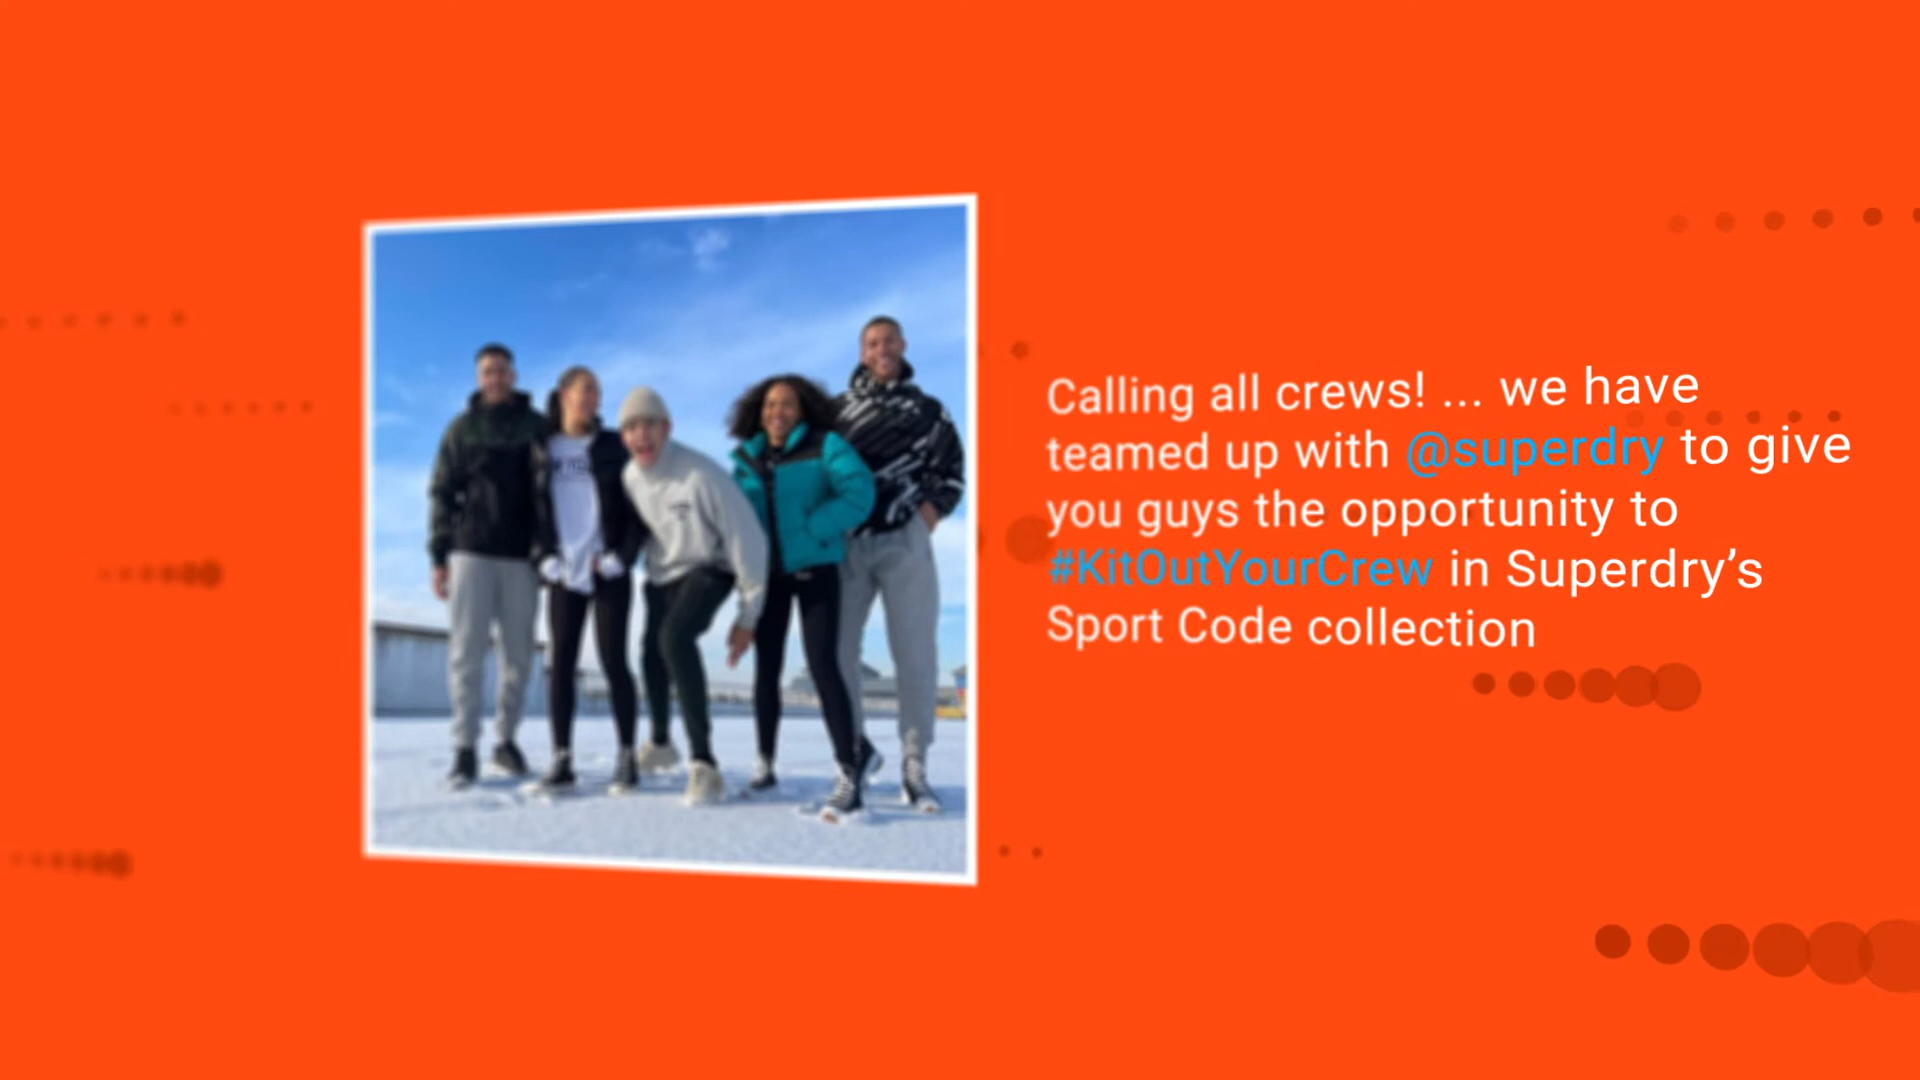 Calling all crews! ... we have
teamed up with @superdry to give
you guys the opportunity to
#KitOutYourCrew in Superdry’s
Sport Code collection